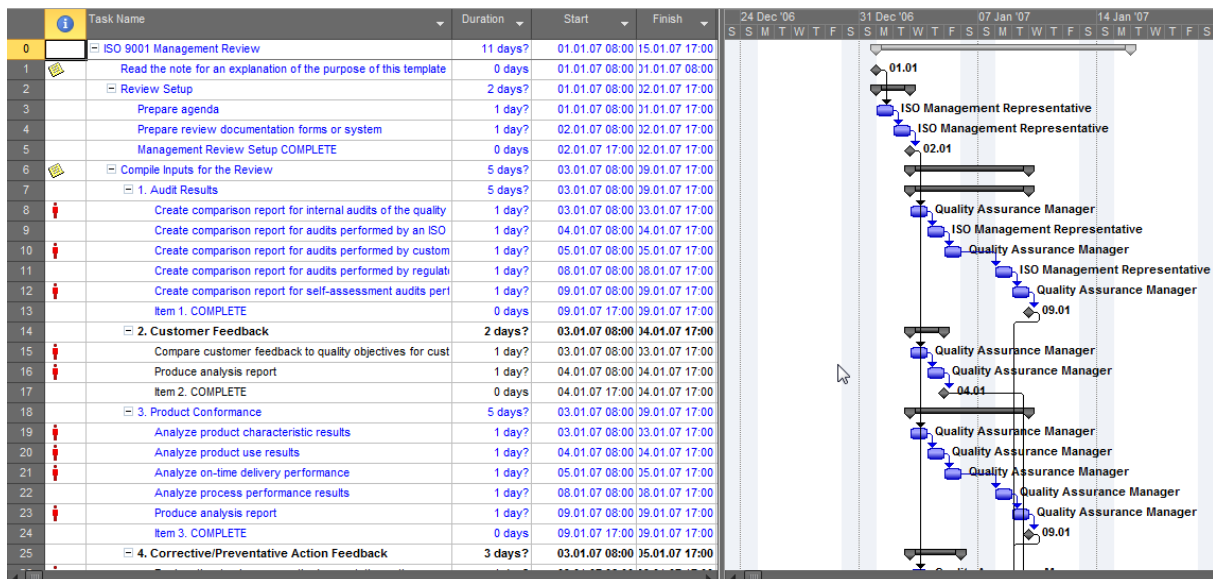 Task Name Duration Start Finish 24 Dec '06 31 Dec '06 07 Jan '07 14 Jan '07
S S M T W T F S S M T W T F S S M T W T F S S M T W T F S
0 ISO 9001 Management Review 11 days? 01.01.07 08:00 15.01.07 17:00
1 Read the note for an explanation of the purpose of this template 0 days 01.01.07 08:00 01.01.07 08:00 01.01
2 Review Setup 2 days? 01.01.07 08:00 02.01.07 17:00
3 Prepare agenda 1 day? 01.01.07 08:00 01.01.07 17:00 ISO Management Representative
4 Prepare review documentation forms or system 1 day? 02.01.07 08:00 02.01.07 17:00 ISO Management Representative
5 Management Review Setup COMPLETE 0 days 02.01.07 17:00 02.01.07 17:00 02.01
6 Compile Inputs for the Review 5 days? 03.01.07 08:00 09.01.07 17:00
7 1. Audit Results 5 days? 03.01.07 08:00 09.01.07 17:00
8 Create comparison report for internal audits of the quality 1 day? 03.01.07 08:00 03.01.07 17:00 Quality Assurance Manager
9 Create comparison report for audits performed by an ISO 1 day? 04.01.07 08:00 04.01.07 17:00 ISO Management Representative
10 Create comparison report for audits performed by custom 1 day? 05.01.07 08:00 05.01.07 17:00 Quality Assurance Manager
11 Create comparison report for audits performed by regulat 1 day? 08.01.07 08:00 08.01.07 17:00 ISO Management Representative
12 Create comparison report for self-assessment audits perf 1 day? 09.01.07 08:00 09.01.07 17:00 Quality Assurance Manager
13 Item 1. COMPLETE 0 days 09.01.07 17:00 09.01.07 17:00 09.01
14 2. Customer Feedback 2 days? 03.01.07 08:00 04.01.07 17:00
15 Compare customer feedback to quality objectives for cust 1 day? 03.01.07 08:00 03.01.07 17:00 Quality Assurance Manager
16 Produce analysis report 1 day? 04.01.07 08:00 04.01.07 17:00 Quality Assurance Manager
17 Item 2. COMPLETE 0 days 04.01.07 17:00 04.01.07 17:00 04.01
18 3. Product Conformance 5 days? 03.01.07 08:00 09.01.07 17:00
19 Analyze product characteristic results 1 day? 03.01.07 08:00 03.01.07 17:00 Quality Assurance Manager
20 Analyze product use results 1 day? 04.01.07 08:00 04.01.07 17:00 Quality Assurance Manager
21 Analyze on-time delivery performance 1 day? 05.01.07 08:00 05.01.07 17:00 Quality Assurance Manager
22 Analyze process performance results 1 day? 08.01.07 08:00 08.01.07 17:00 Quality Assurance Manager
23 Produce analysis report 1 day? 09.01.07 08:00 09.01.07 17:00 Quality Assurance Manager
24 Item 3. COMPLETE 0 days 09.01.07 17:00 09.01.07 17:00 09.01
25 4. Corrective/Preventative Action Feedback 3 days? 03.01.07 08:00 05.01.07 17:00